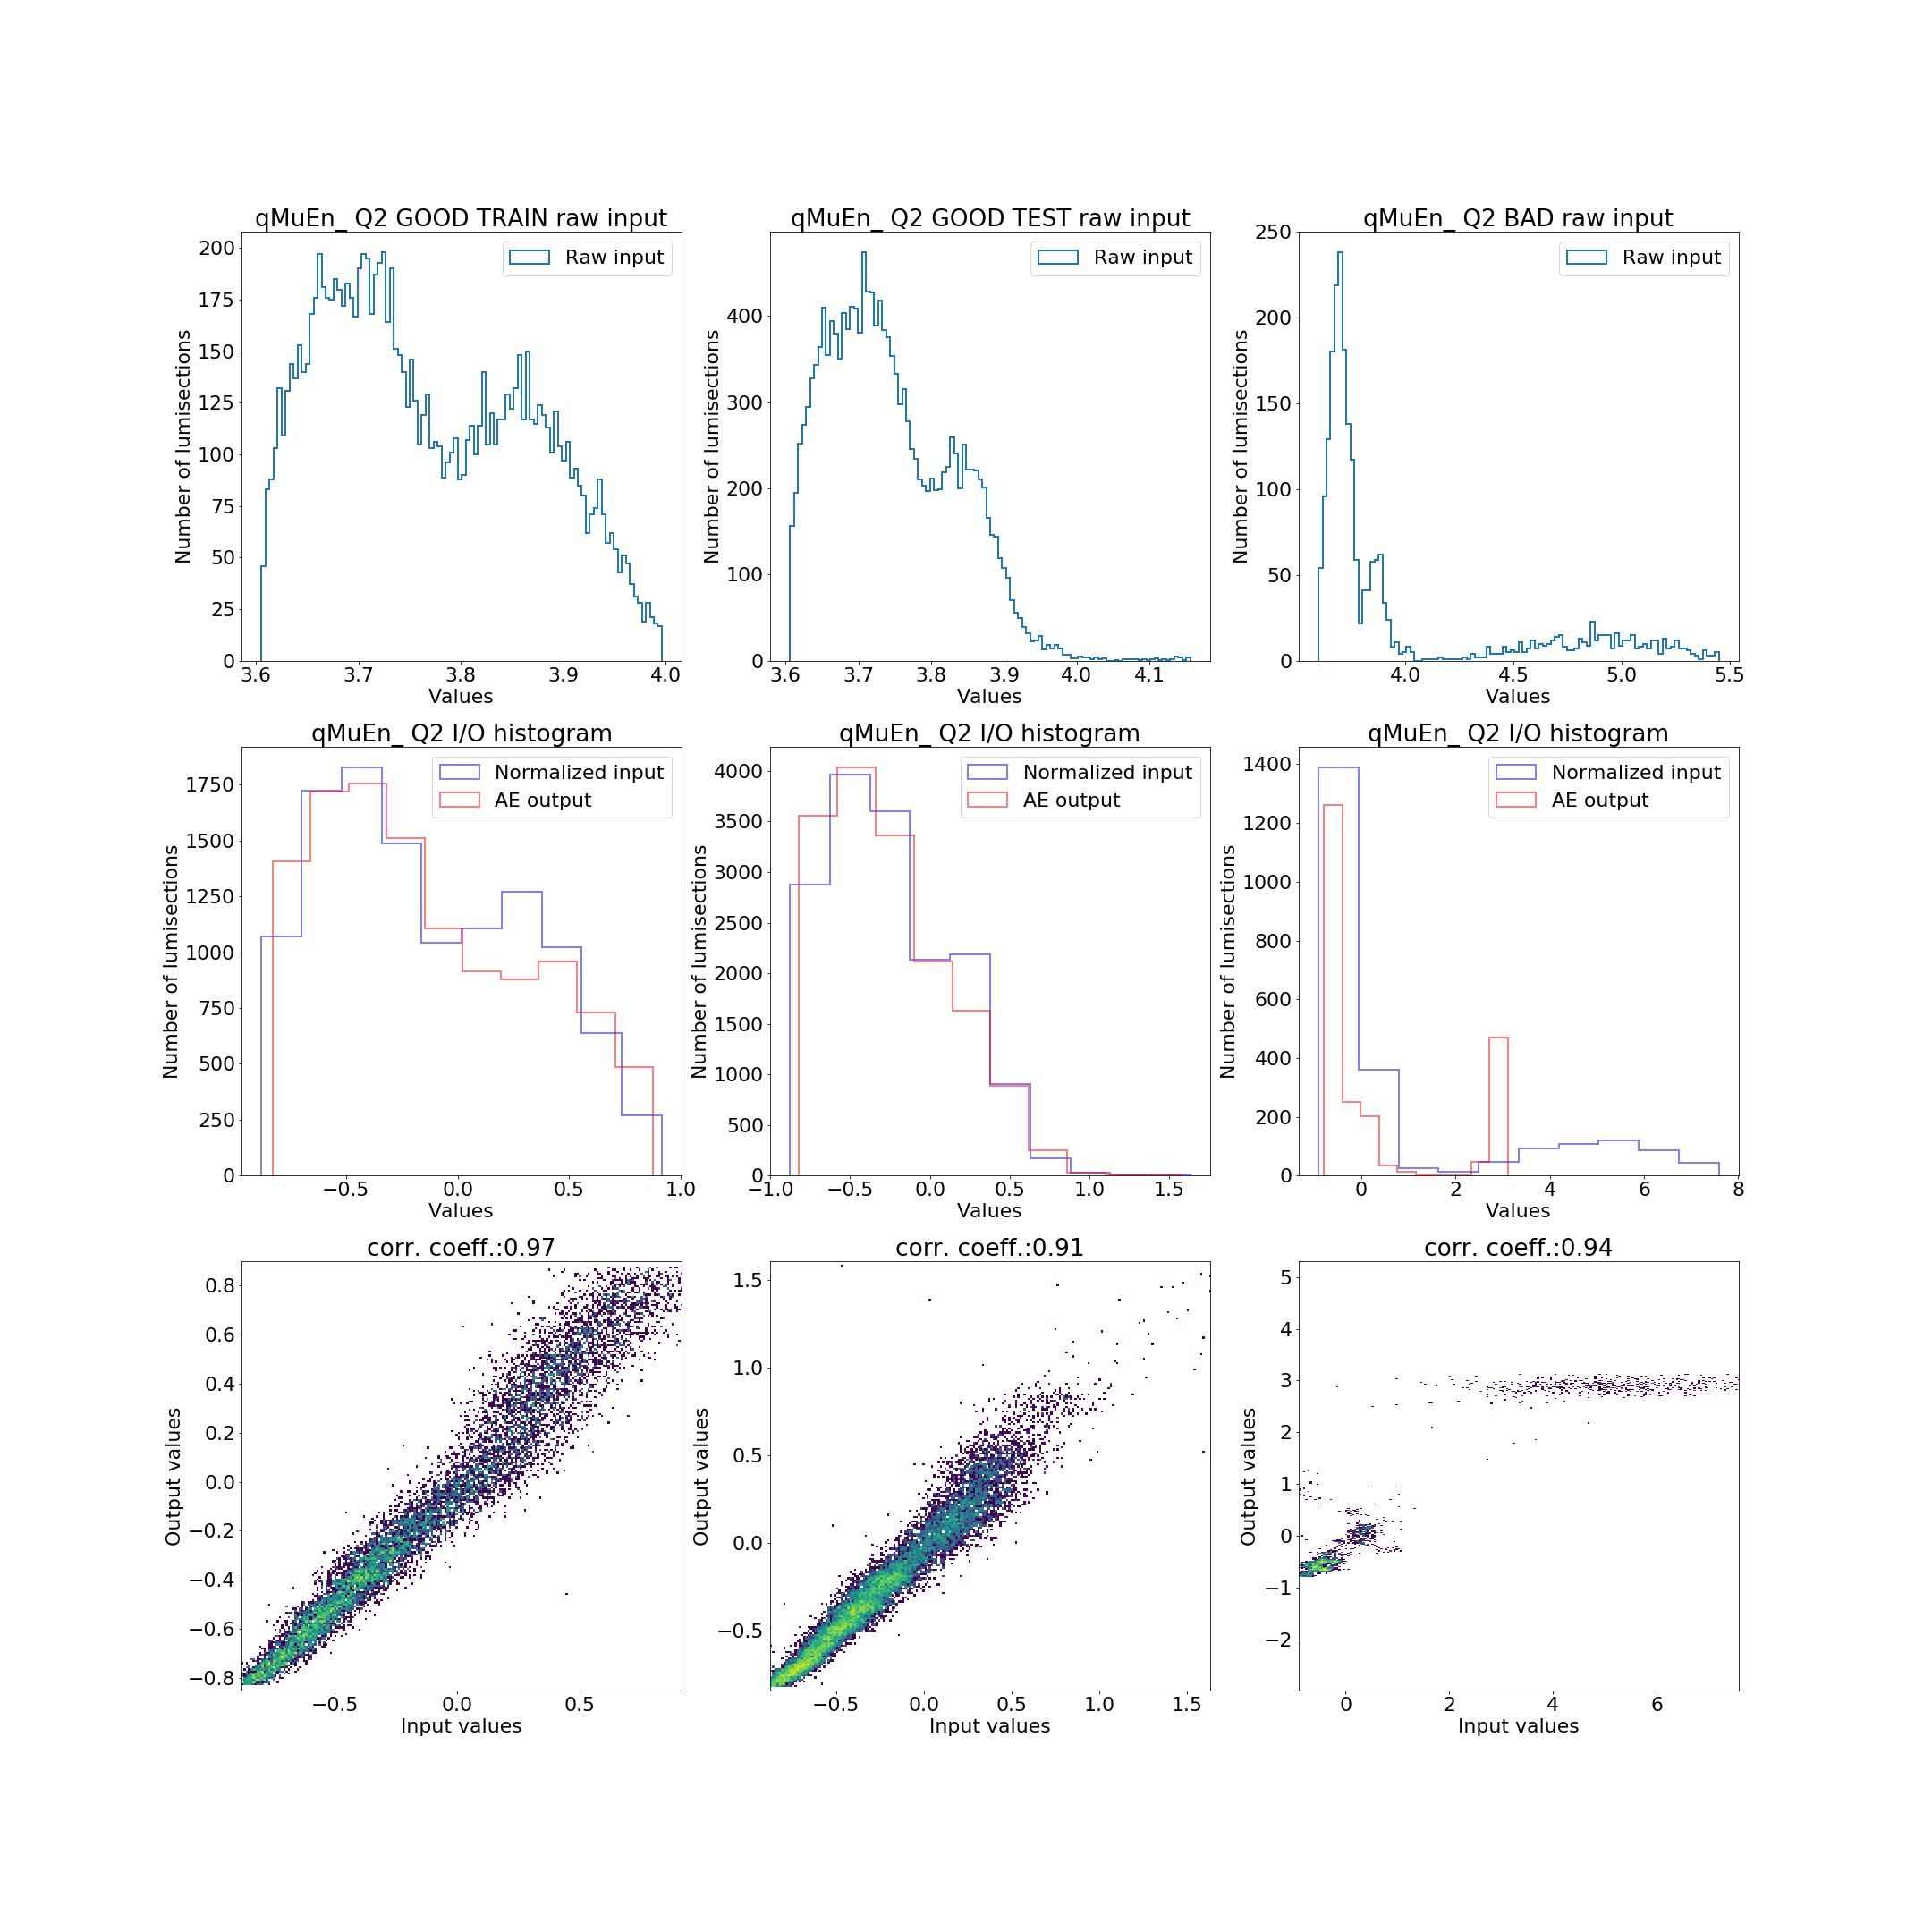 qMuEn_ Q2 GOOD TRAIN raw input
Raw input
Number of lumisections
200
175
150
125
100
75
50
25
0
3.6 3.7 3.8 3.9 4.0
Values
qMuEn_ Q2 GOOD TEST raw input
Raw input
Number of lumisections
400
300
200
100
0
3.6 3.7 3.8 3.9 4.0 4.1
Values
qMuEn_ Q2 BAD raw input
Raw input
Number of lumisections
250
200
150
100
50
0
4.0 4.5 5.0 5.5
Values
qMuEn_ Q2 I/O histogram
Normalized input
AE output
Number of lumisections
1750
1500
1250
1000
750
500
250
0
−0.5 0.0 0.5 1.0
Values
qMuEn_ Q2 I/O histogram
Normalized input
AE output
Number of lumisections
4000
3500
3000
2500
2000
1500
1000
500
0
−1.0 −0.5 0.0 0.5 1.0 1.5
Values
qMuEn_ Q2 I/O histogram
Normalized input
AE output
Number of lumisections
1400
1200
1000
800
600
400
200
0
0 2 4 6 8
Values
corr. coeff.:0.97
Output values
0.8
0.6
0.4
0.2
0.0
−0.2
−0.4
−0.6
−0.8
−0.5 0.0 0.5
Input values
corr. coeff.:0.91
Output values
1.5
1.0
0.5
0.0
−0.5
−0.5 0.0 0.5 1.0 1.5
Input values
corr. coeff.:0.94
Output values
5
4
3
2
1
0
−1
−2
0 2 4 6
Input values